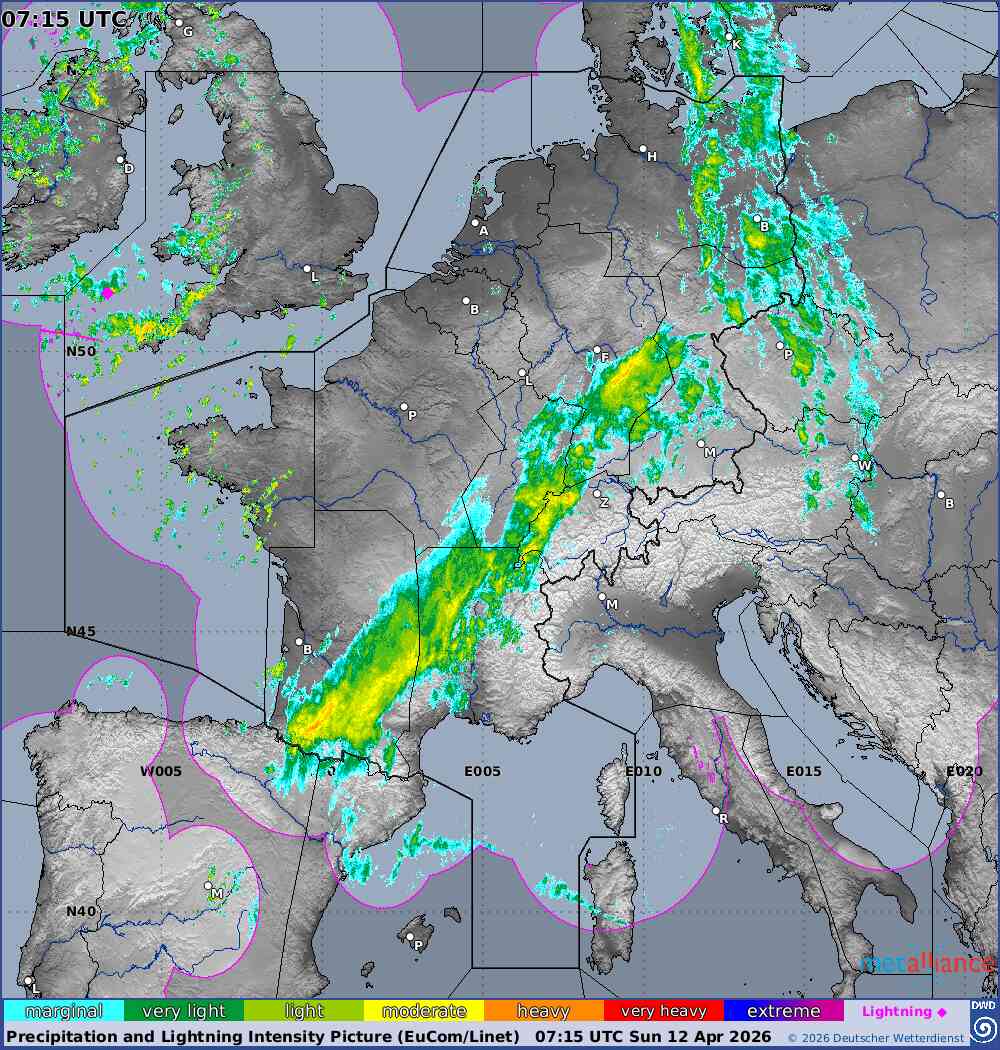 07:15 UTC
G
K
N55
D
H
A
B
L
B
N50
F
P
L
P
M
W
Z
B
M
N45
B
W005
0
E005
E010
E015
E020
R
M
N40
P
L
metalliance
marginal very light light moderate heavy very heavy extreme Lightning ◆ DWD
Precipitation and Lightning Intensity Picture (EuCom/Linet) 07:15 UTC Sun 12 Apr 2026 © 2026 Deutscher Wetterdienst